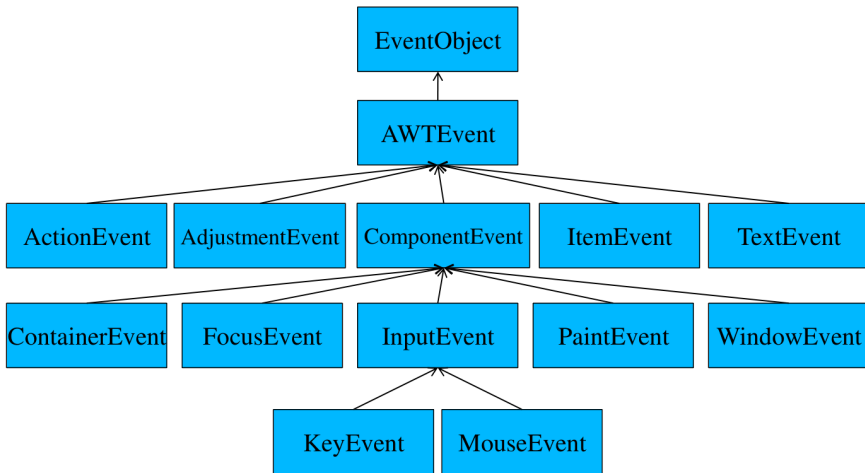 EventObject
AWTEvent
ActionEvent
AdjustmentEvent
ComponentEvent
ItemEvent
TextEvent
ContainerEvent
FocusEvent
InputEvent
PaintEvent
WindowEvent
KeyEvent
MouseEvent